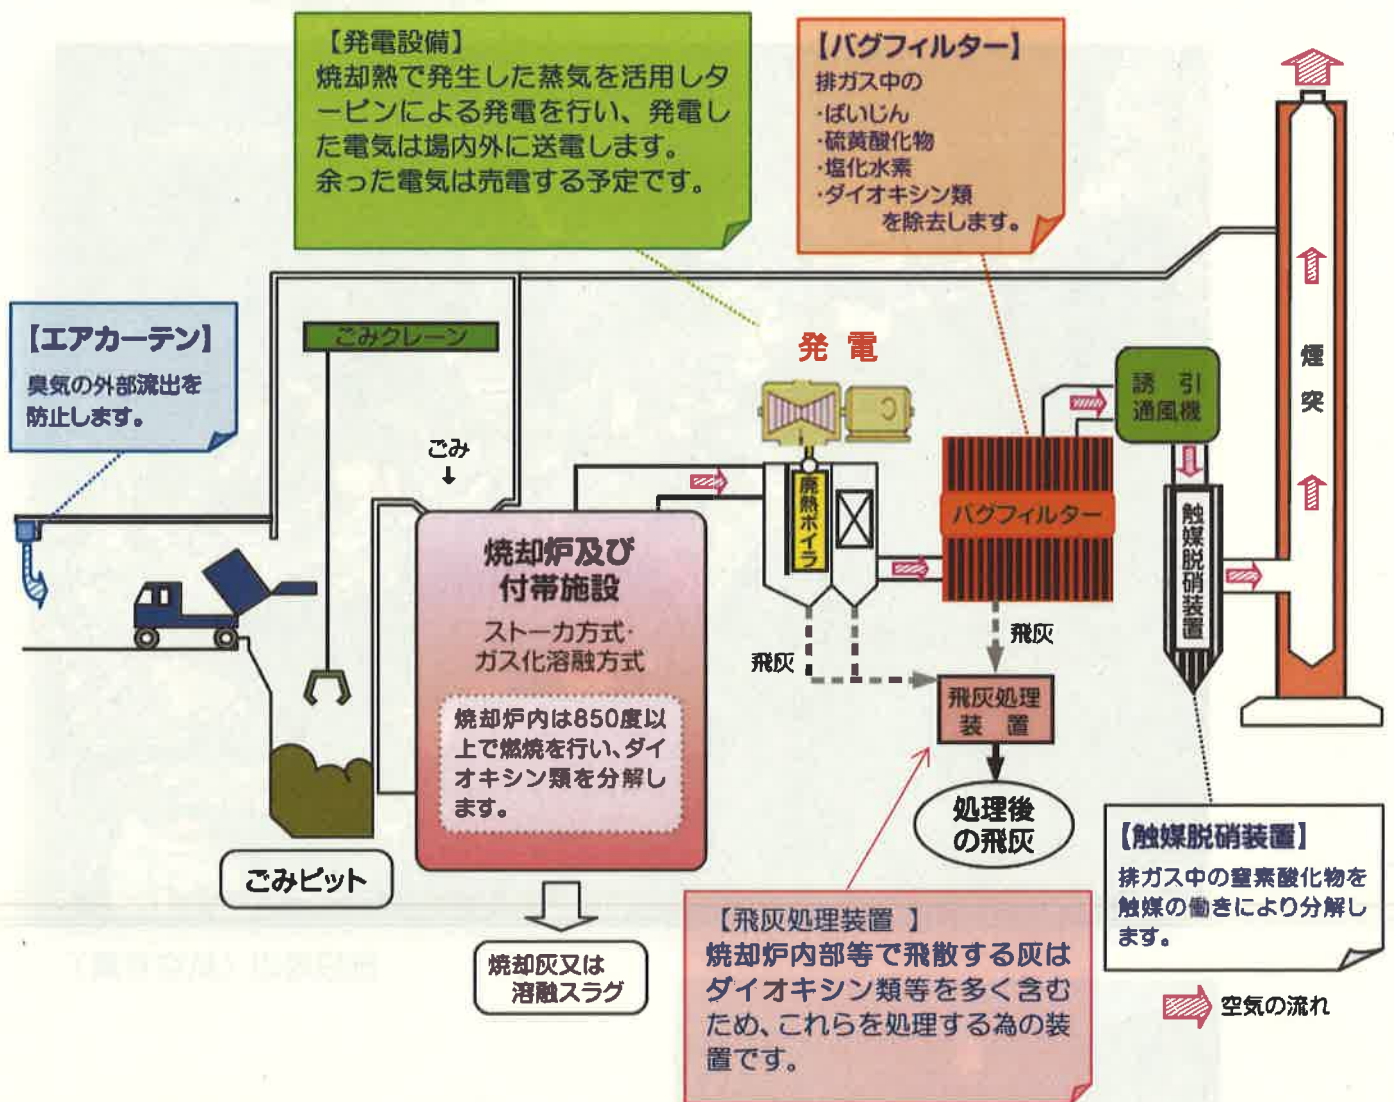 【発電設備】
焼却熱で発生した蒸気を活用しタ
ービンによる発電を行い、発電し
た電気は場内外に送電します。
余った電気は売電する予定です。
【バグフィルター】
排ガス中の
・ばいじん
・硫黄酸化物
・塩化水素
・ダイオキシン類
を除去します。
【エアカーテン】
臭気の外部流出を
防止します。
ごみクレーン
発電
誘引
通風機
煙突
ごみ
↓
廃熱ボイラ
バグフィルター
触媒脱硝装置
焼却炉及び
付帯施設
ストーカ方式・
ガス化溶融方式
焼却炉内は850度以
上で燃焼を行い、ダイ
オキシン類を分解し
ます。
飛灰
飛灰
飛灰処理
装置
処理後
の飛灰
ごみピット
焼却灰又は
溶融スラグ
【飛灰処理装置 】
焼却炉内部等で飛散する灰は
ダイオキシン類等を多く含む
ため、これらを処理する為の装
置です。
【触媒脱硝装置】
排ガス中の窒素酸化物を
触媒の働きにより分解し
ます。
空気の流れ